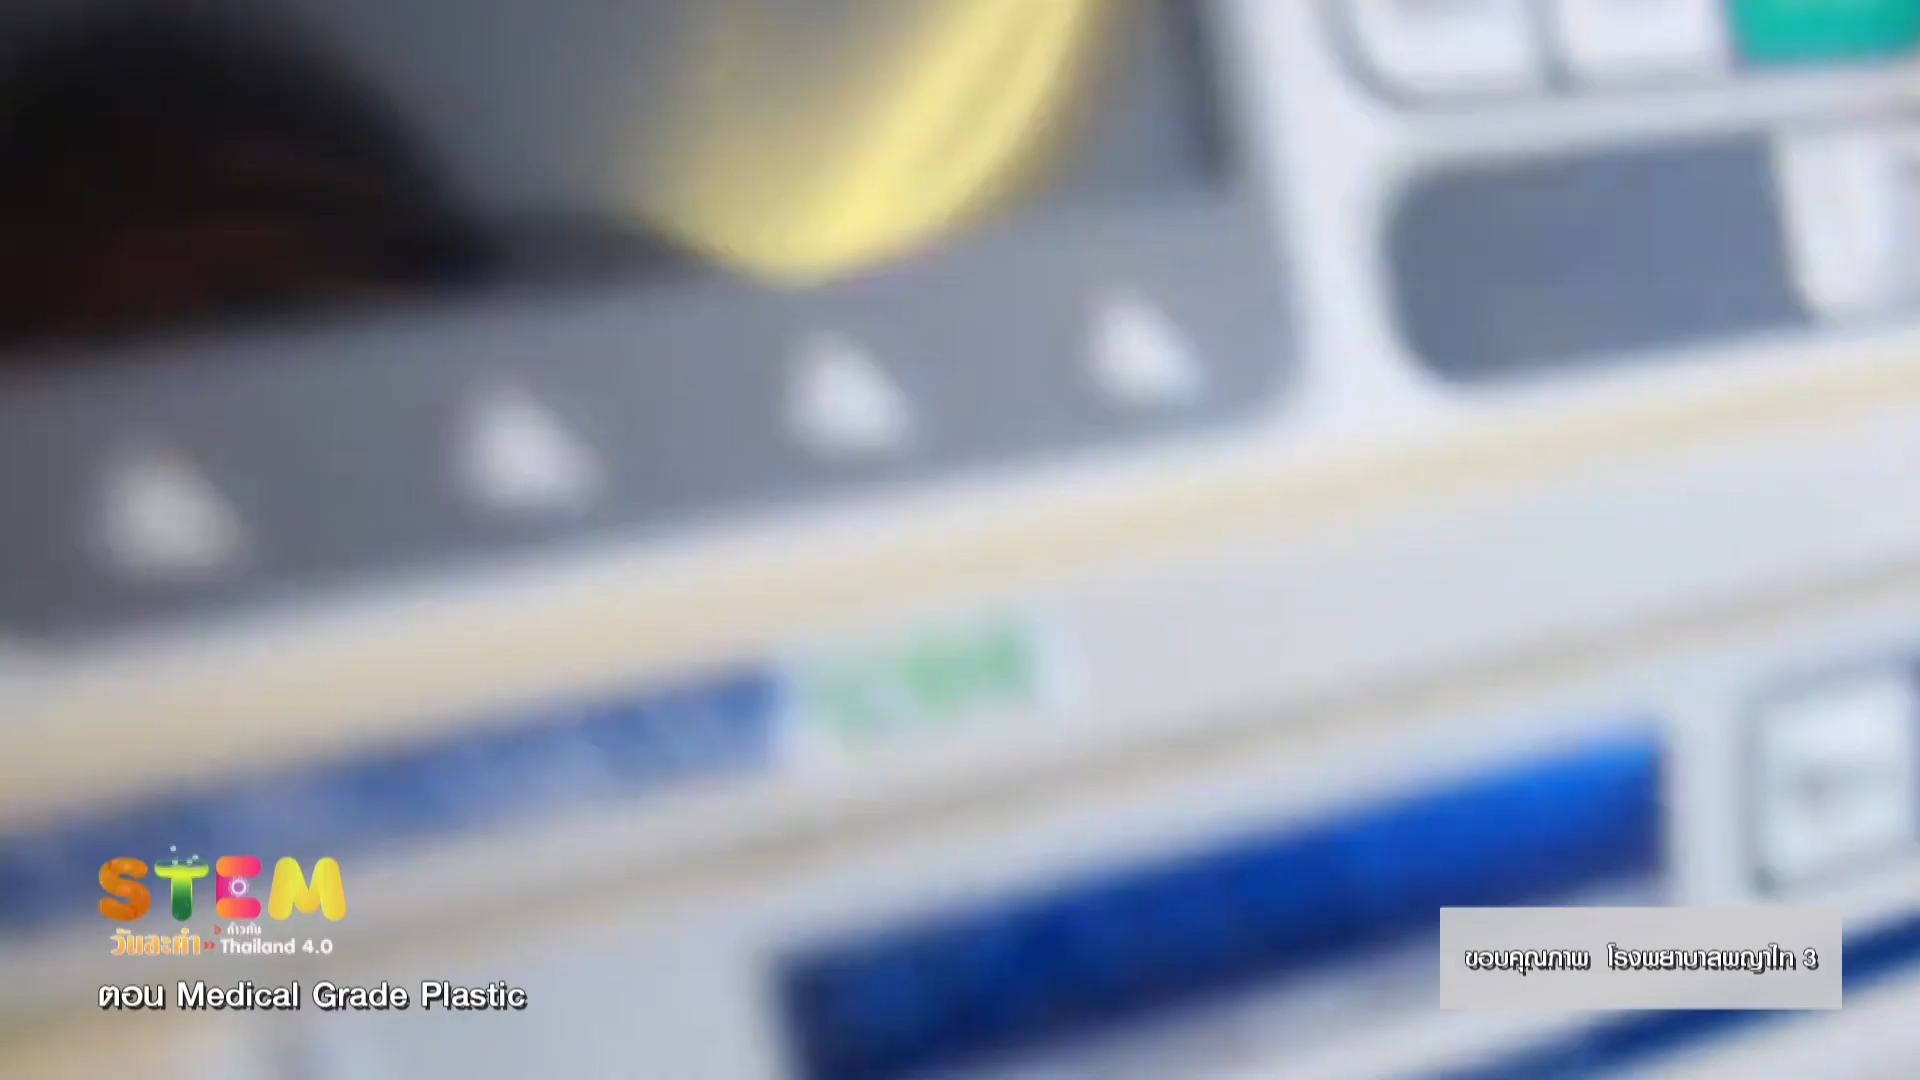 STEM
วันละคำ
ก้าวทัน
Thailand 4.0
ตอน Medical Grade Plastic
ขอบคุณภาพ โรงพยาบาลพญาไท 3